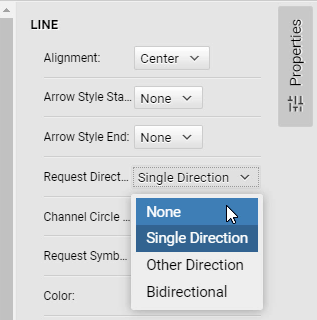 LINE
Properties
Alignment:
Center
Arrow Style Sta...
None
Arrow Style End:
None
Request Direct...
Single Direction
None
Channel Circle ...
Single Direction
Request Symb...
Other Direction
Color:
Bidirectional